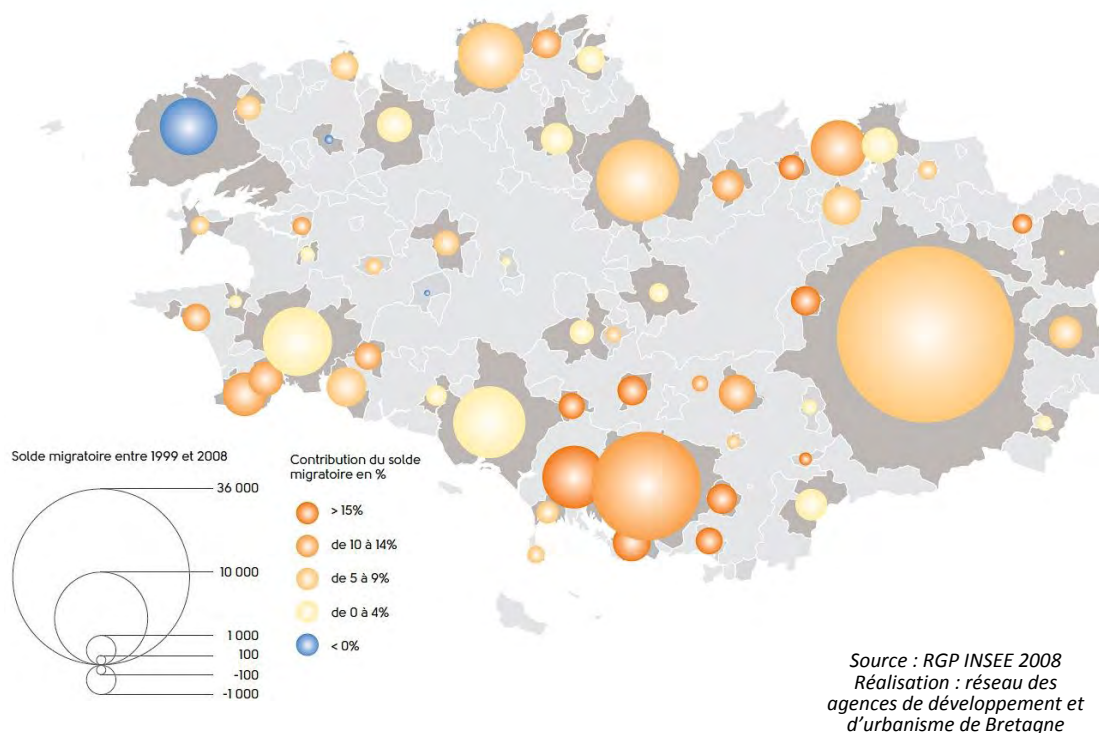 Solde migratoire entre 1999 et 2008
36 000
10 000
1 000
100
-100
-1 000
Contribution du solde
migratoire en %
> 15%
de 10 à 14%
de 5 à 9%
de 0 à 4%
< 0%
Source : RGP INSEE 2008
Réalisation : réseau des
agences de développement et
d’urbanisme de Bretagne